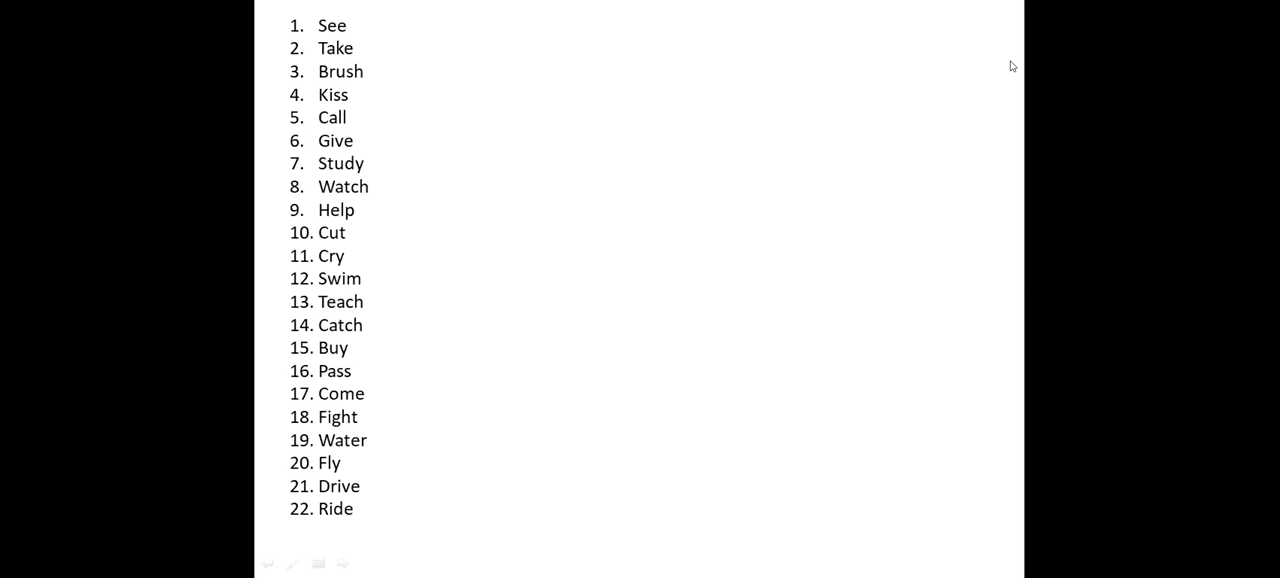 1. See
2. Take
3. Brush
4. Kiss
5. Call
6. Give
7. Study
8. Watch
9. Help
10. Cut
11. Cry
12. Swim
13. Teach
14. Catch
15. Buy
16. Pass
17. Come
18. Fight
19. Water
20. Fly
21. Drive
22. Ride